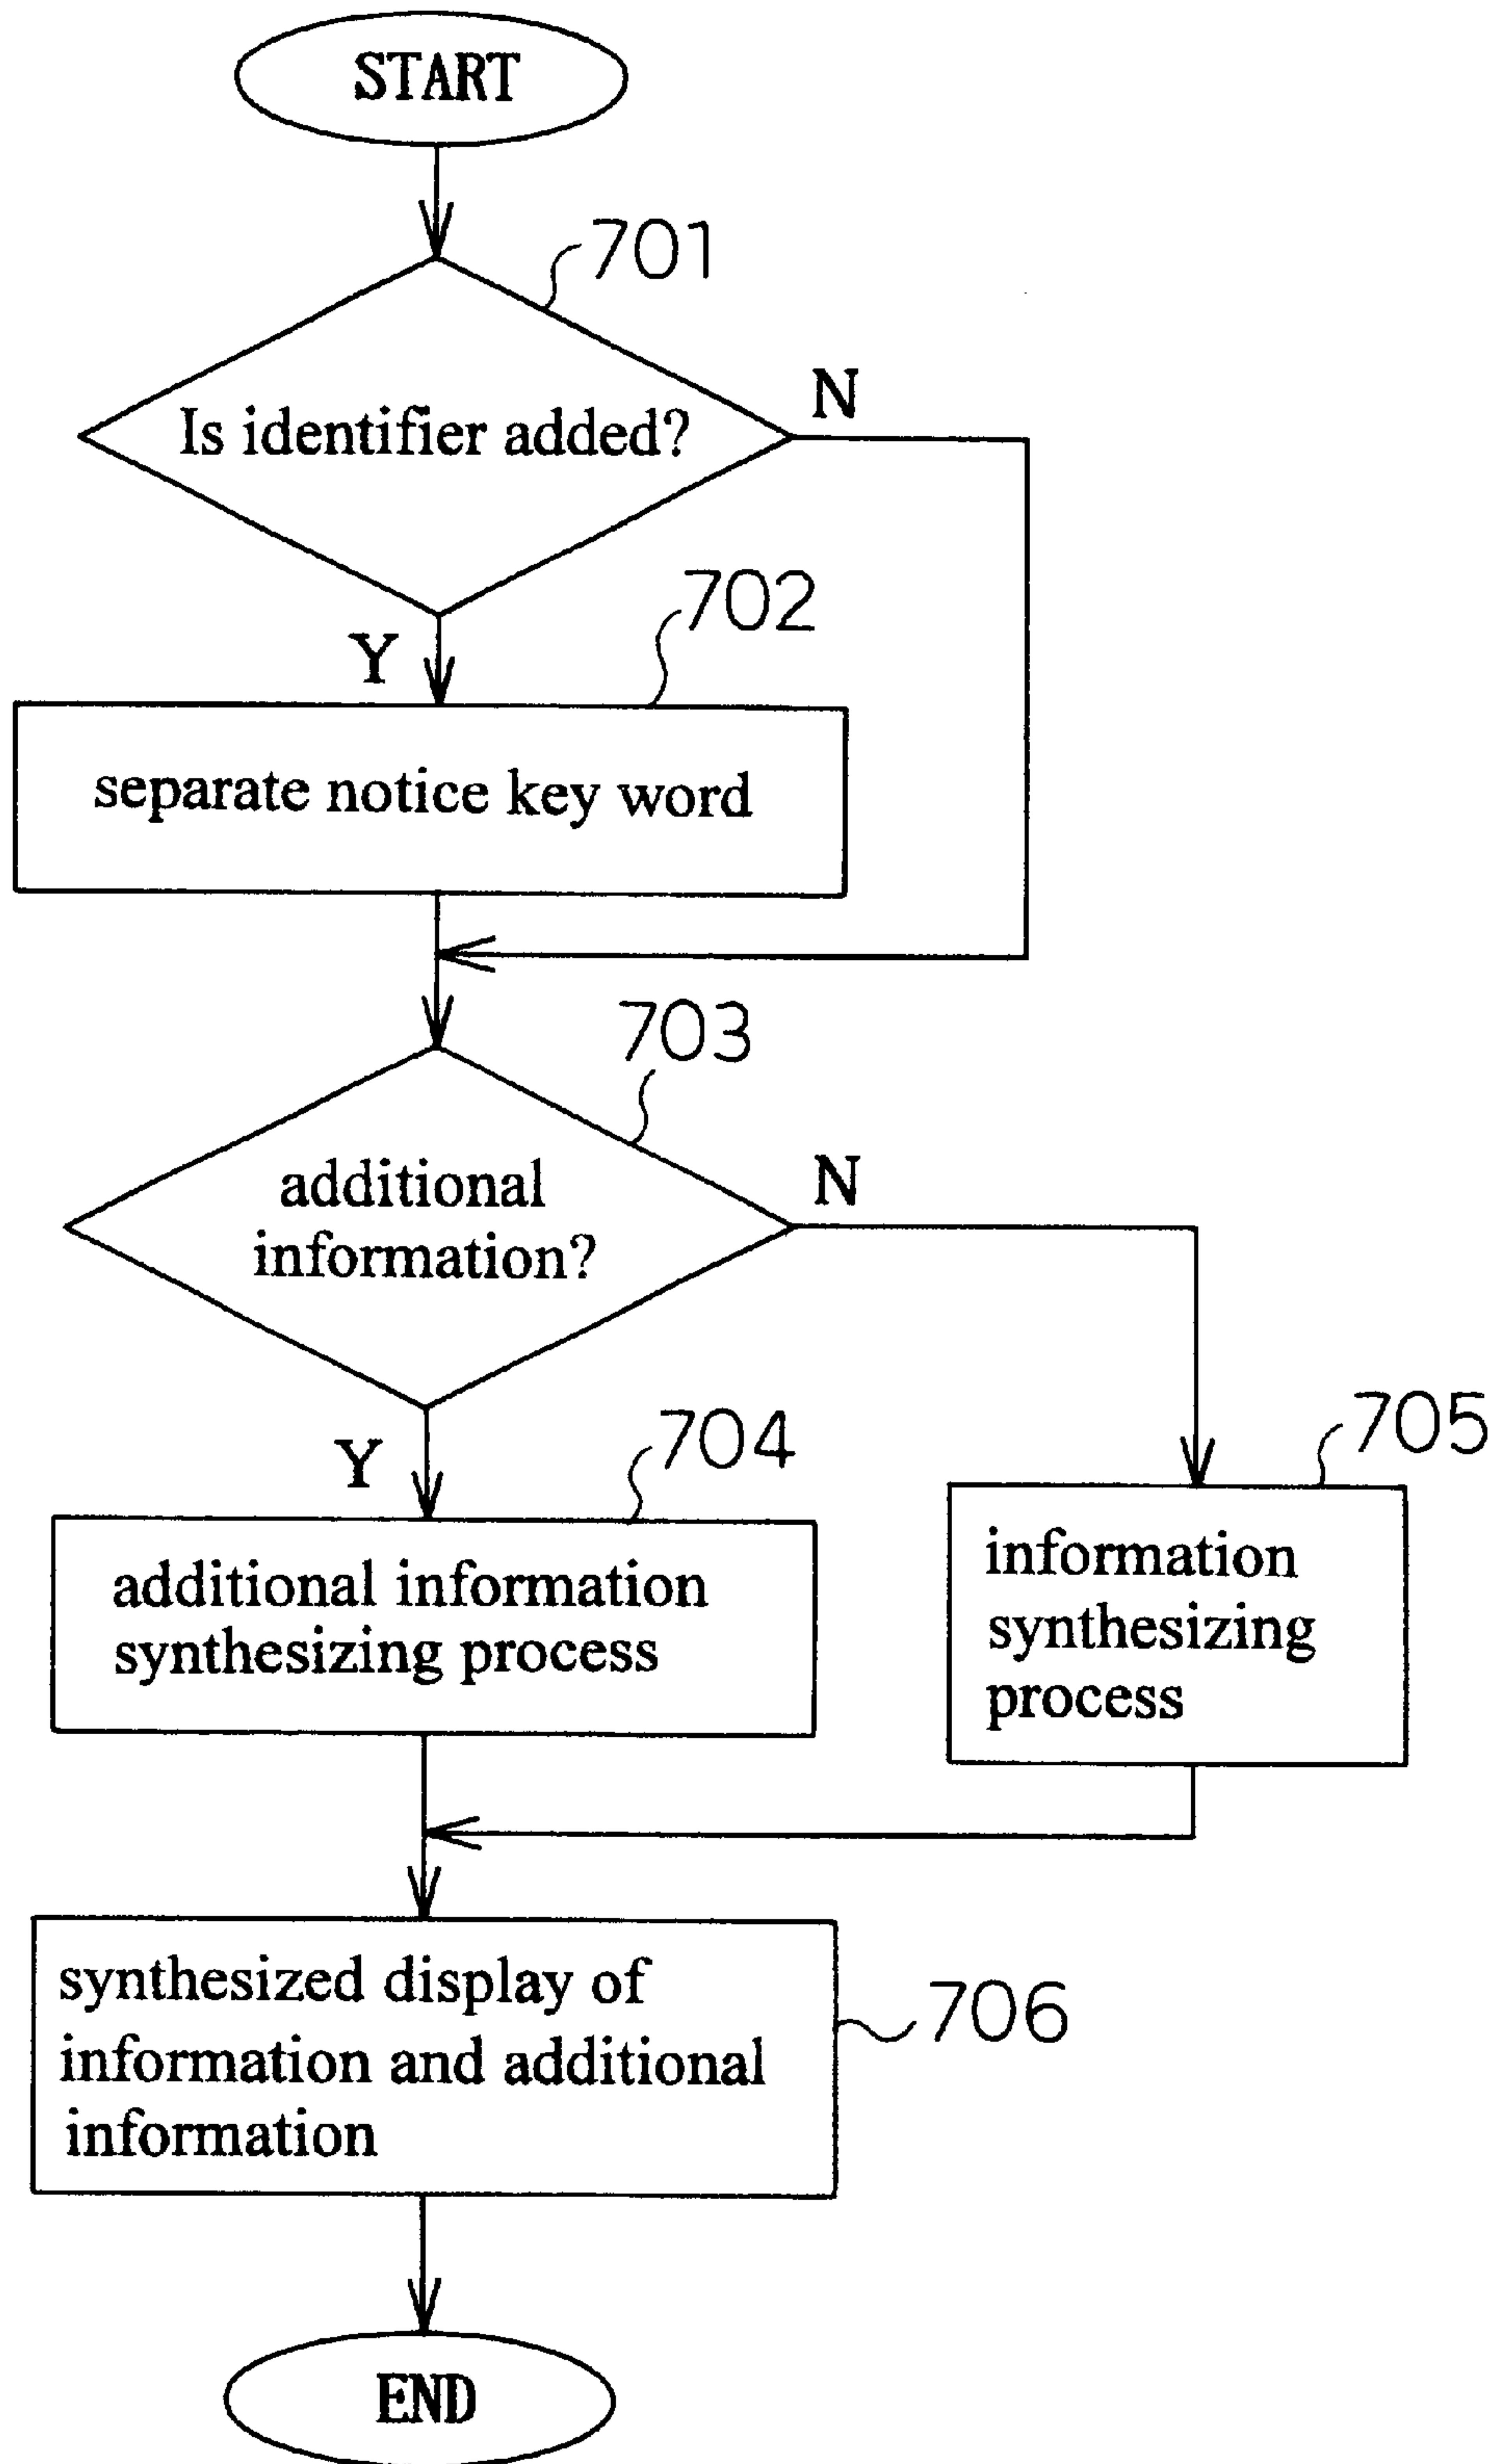 START
701
Is identifier added?
N
702
Y
separate notice key word
703
additional
information?
N
704
Y
705
additional information
synthesizing process
information
synthesizing
process
synthesized display of
information and additional
information
706
END